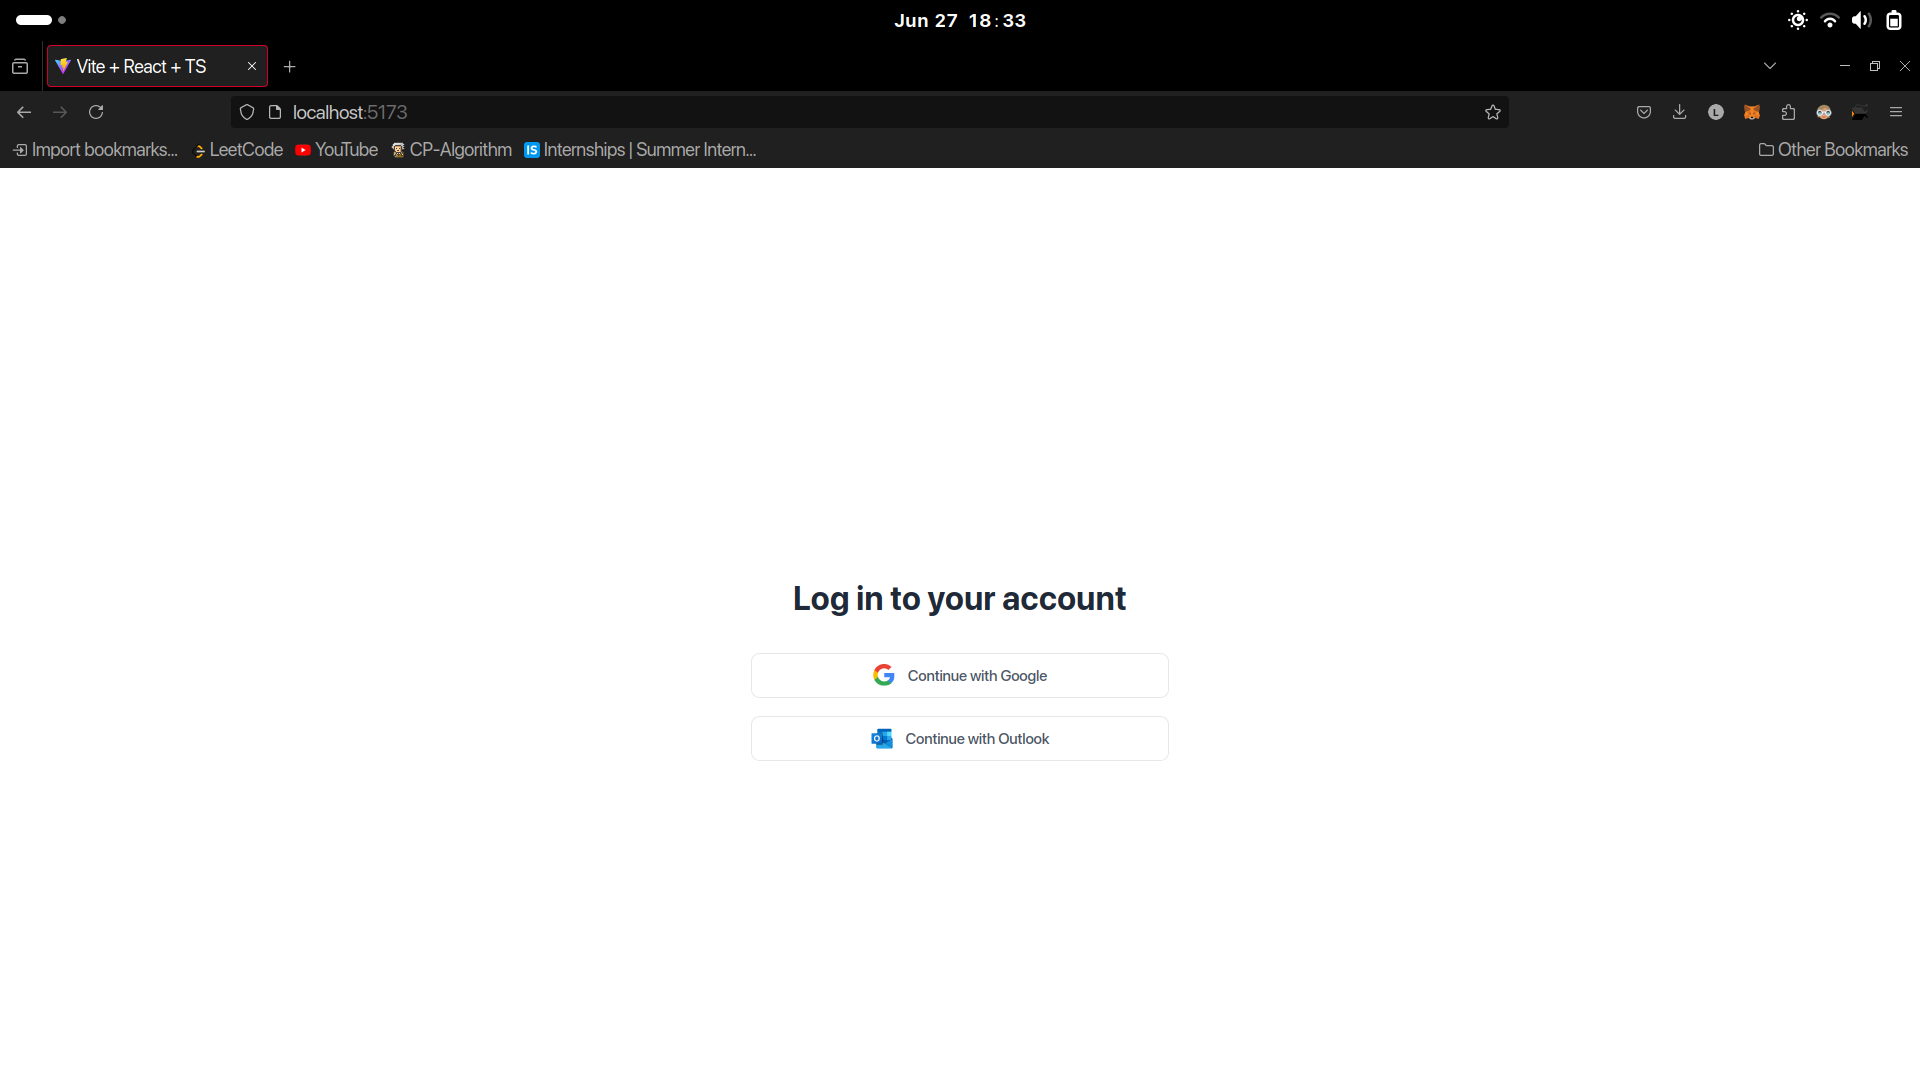 Jun 27 18:33
Vite + React + TS
localhost:5173
Import bookmarks... LeetCode YouTube CP-Algorithm IS Internships | Summer Intern... Other Bookmarks
Log in to your account
Continue with Google
Continue with Outlook